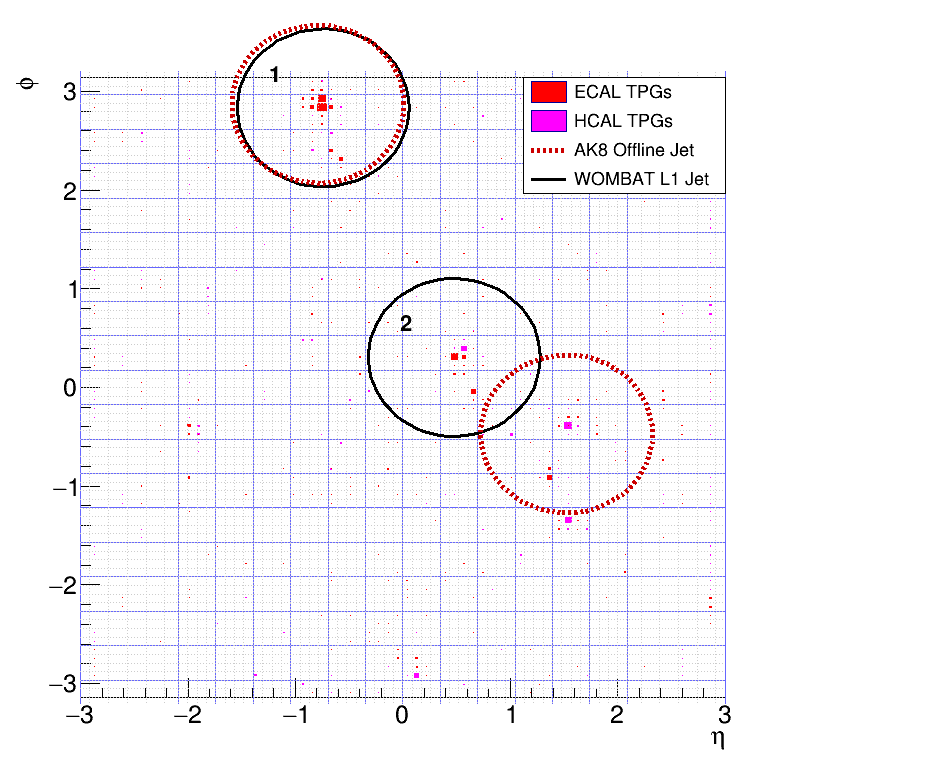 1
φ
3
ECAL TPGs
HCAL TPGs
AK8 Offline Jet
WOMBAT L1 Jet
2
1
2
0
−1
−2
−3
−3 −2 −1 0 1 2 3
η